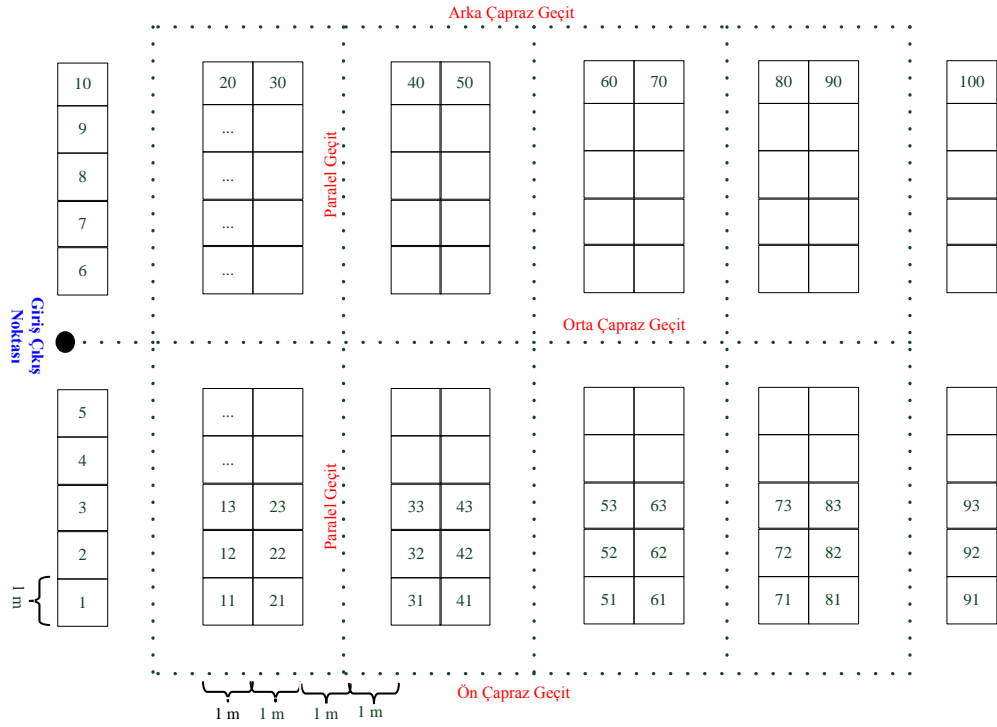 Arka Çapraz Geçit
10 20 30 40 50 60 70 80 90 100
9 ...
8 ...
Paralel Geçit
7 ...
6 ...
Giriş Çıkış
Noktası
Orta Çapraz Geçit
5 ...
4 ...
Paralel Geçit
3 13 23 33 43 53 63 73 83 93
2 12 22 32 42 52 62 72 82 92
1 11 21 31 41 51 61 71 81 91
1 m
Ön Çapraz Geçit
1 m 1 m 1 m 1 m